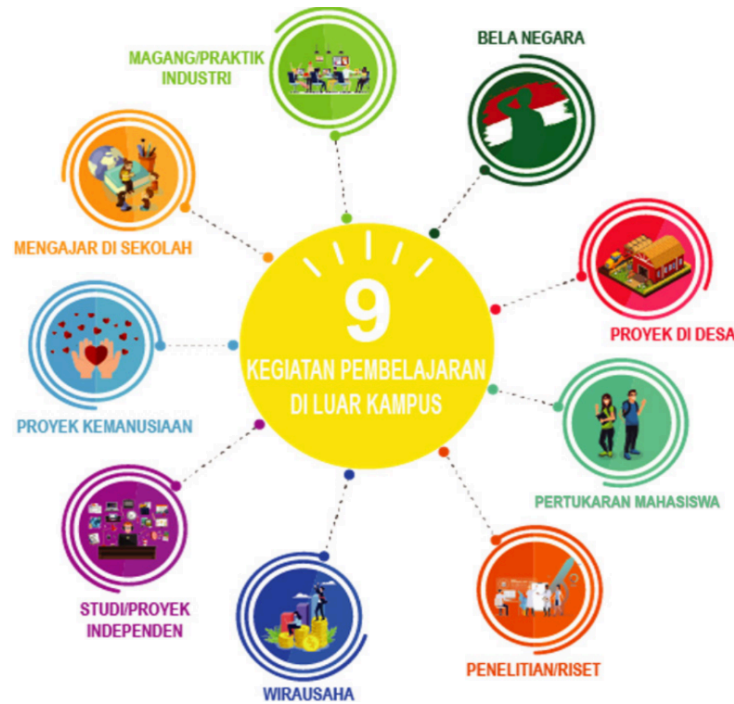 MAGANG/PRAKTIK
INDUSTRI
BELA NEGARA
MENGAJAR DI SEKOLAH
PROYEK DI DESA
9
KEGIATAN PEMBELAJARAN
DI LUAR KAMPUS
PROYEK KEMANUSIAAN
PERTUKARAN MAHASISWA
STUDI/PROYEK
INDEPENDEN
PENELITIAN/RISET
WIRAUSAHA